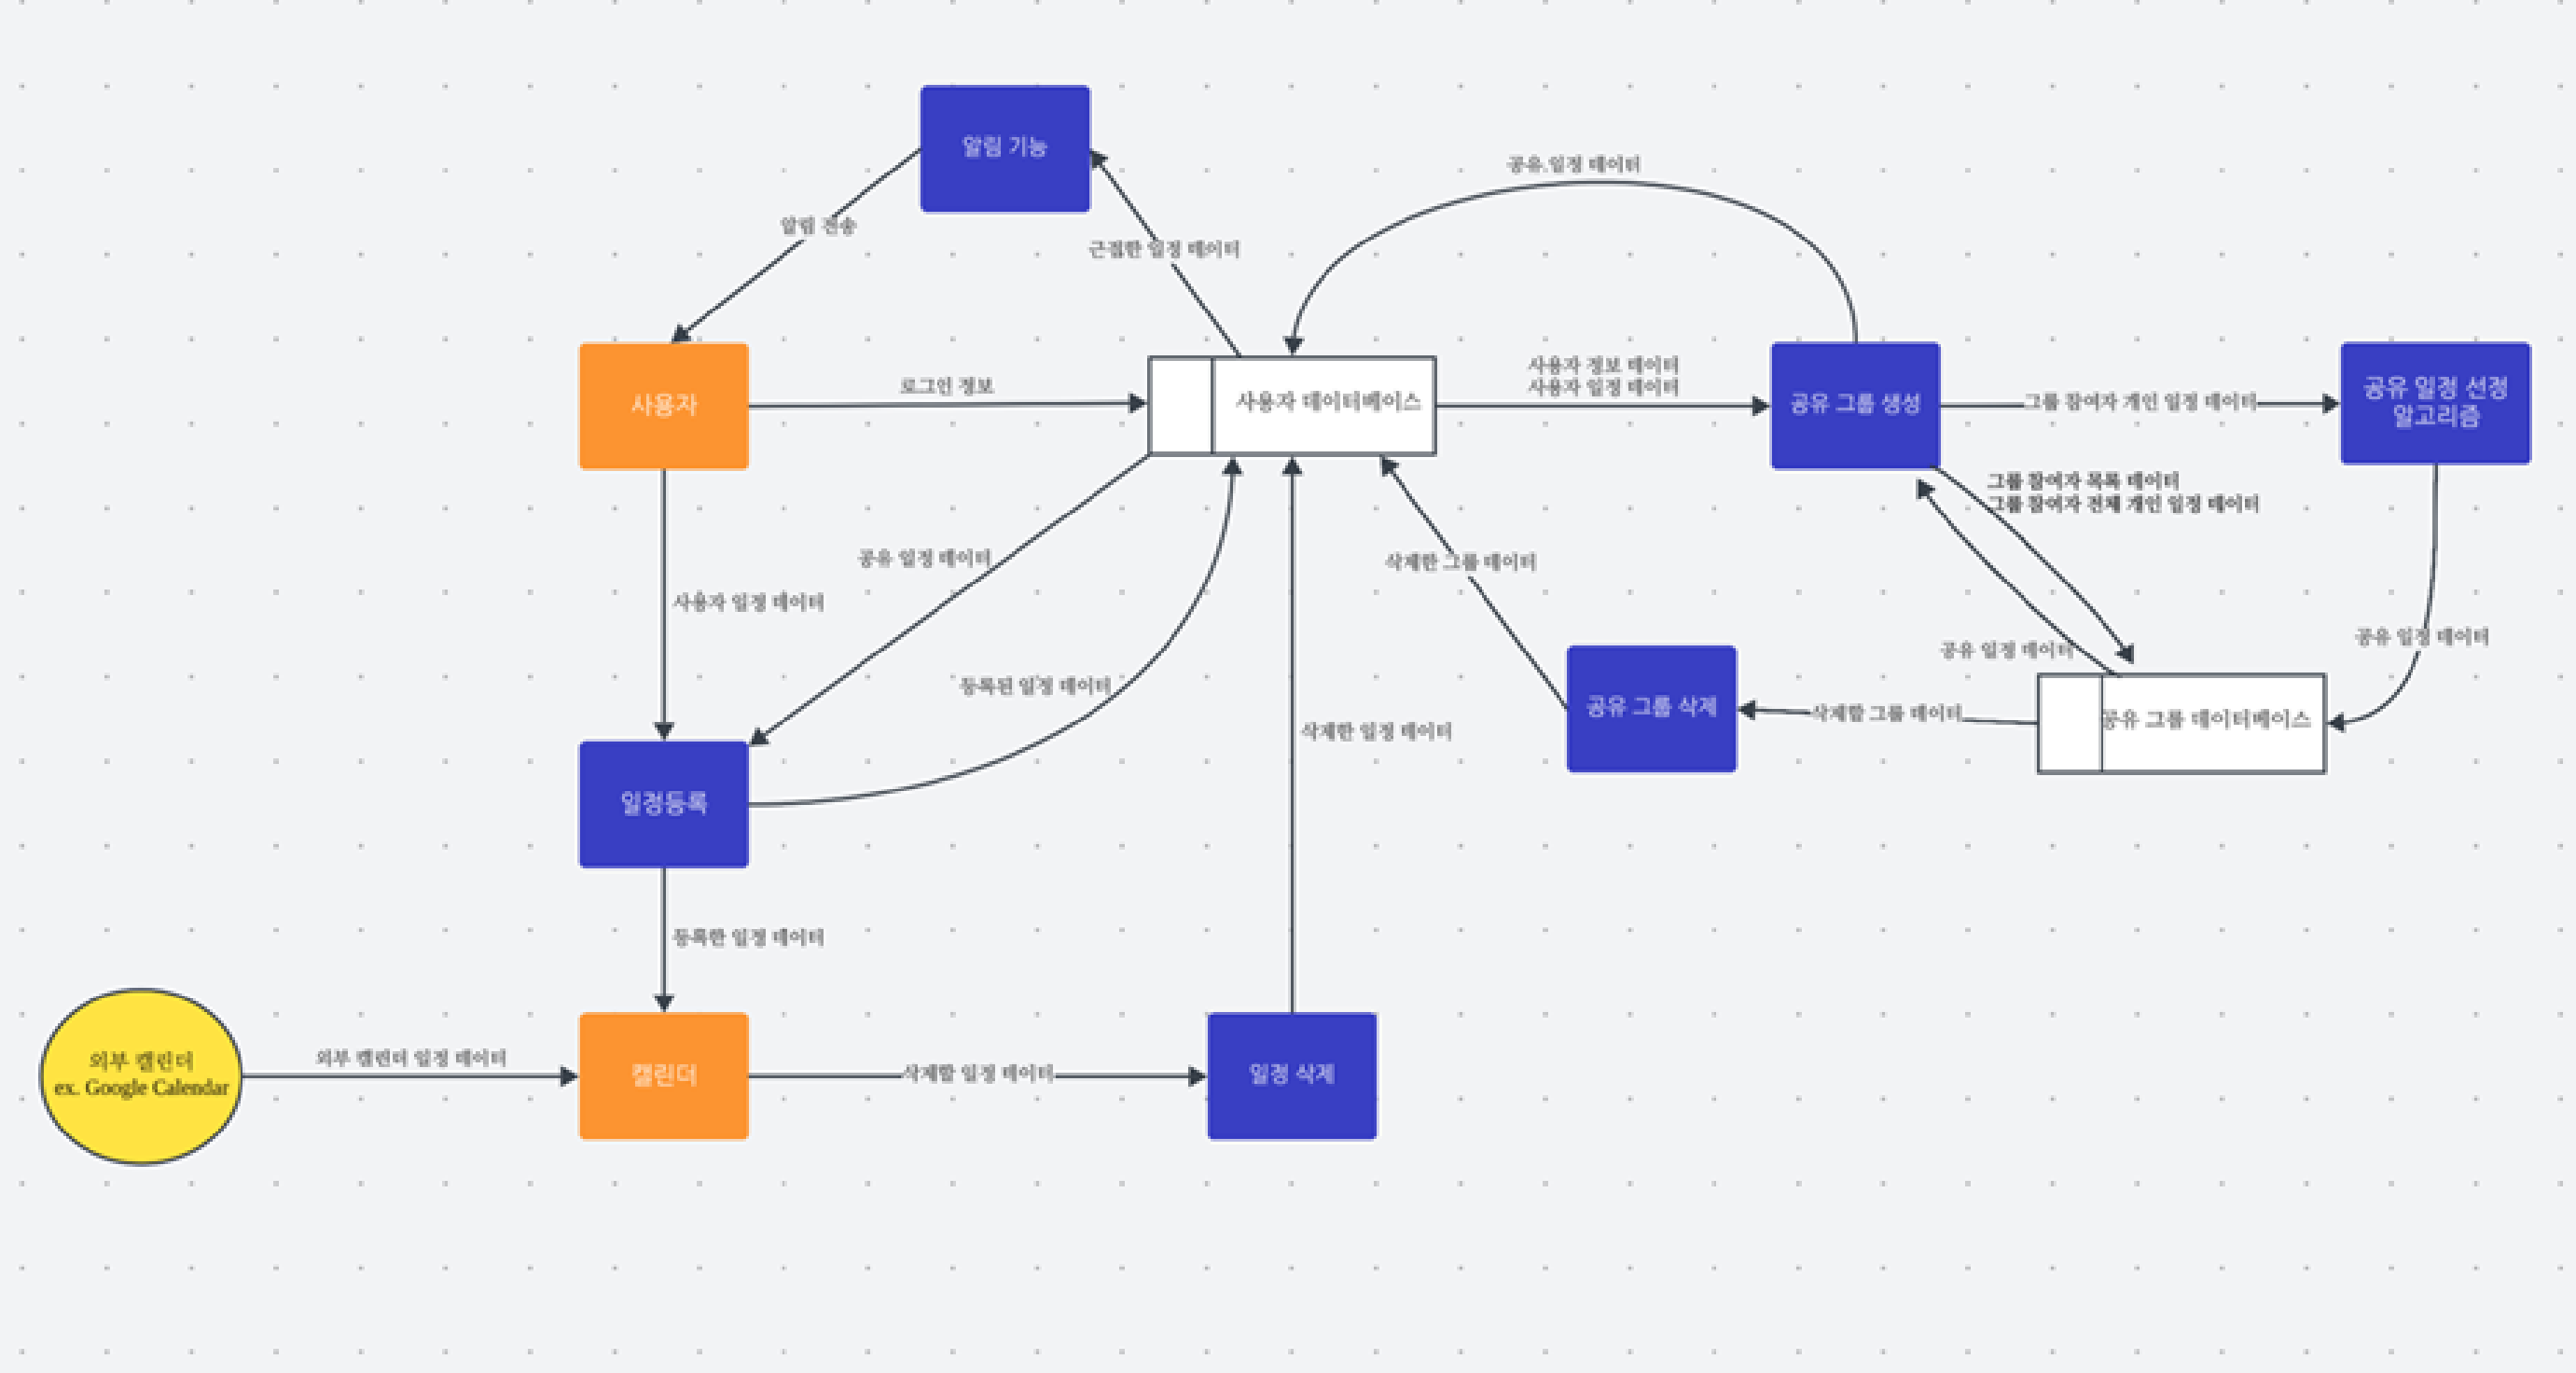 알림 기능
공유 일정 데이터
알림 전송
근접한 일정 데이터
사용자
로그인 정보
사용자 데이터베이스
사용자 정보 데이터
사용자 일정 데이터
공유 그룹 생성
그룹 참여자 개인 일정 데이터
공유 일정 선정
알고리즘
그룹 참여자 목록 데이터
그룹 참여자 전체 개인 일정 데이터
공유 일정 데이터
삭제한 그룹 데이터
사용자 일정 데이터
공유 일정 데이터
공유 일정 데이터
등록된 일정 데이터
공유 그룹 삭제
삭제할 그룹 데이터
공유 그룹 데이터베이스
삭제한 일정 데이터
일정등록
등록한 일정 데이터
외부 캘린더
ex. Google Calendar
외부 캘린더 일정 데이터
캘린더
삭제할 일정 데이터
일정 삭제